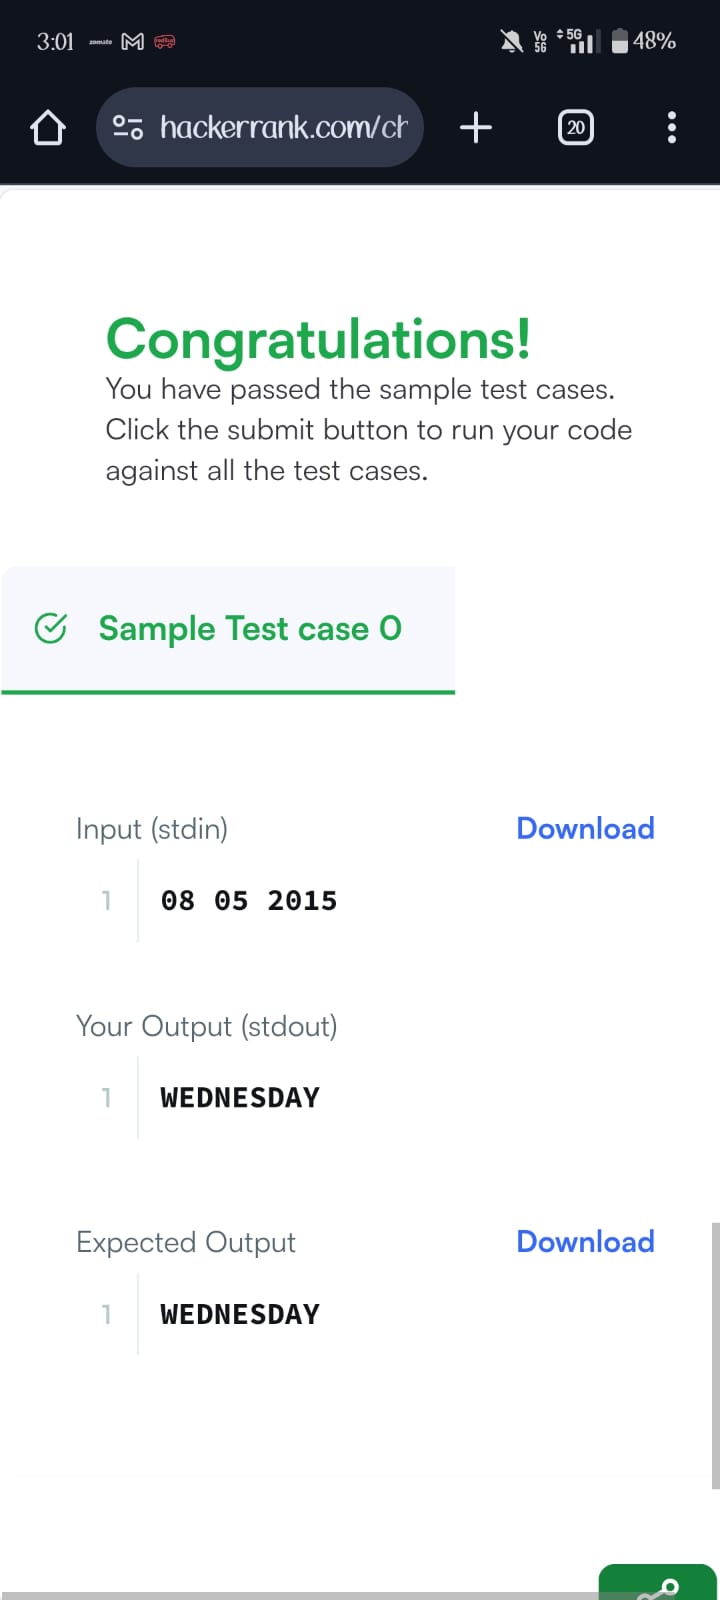 3:01 zomato M redBus Vo 5G 5G 48%
hackerrank.com/ch 20
Congratulations!
You have passed the sample test cases.
Click the submit button to run your code
against all the test cases.
Sample Test case 0
Input (stdin) Download
1 08 05 2015
Your Output (stdout)
1 WEDNESDAY
Expected Output Download
1 WEDNESDAY